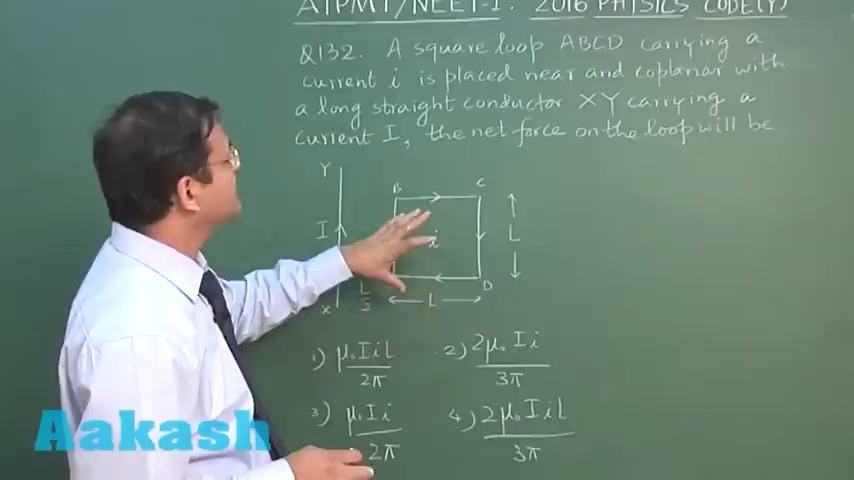 AIPMT/NEET-I. 2016 PHYSICS CODE(Y)
Q132. A square loop ABCD carrying a
current i is placed near and coplanar with
a long straight conductor XY carrying a
current I, the net force on the loop will be
Y
B C
I
i
L
D
X L/2 L
1) μ₀IiL/2π 2) 2μ₀Ii/3π
3) μ₀Ii/2π 4) 2μ₀IiL/3π
Aakash